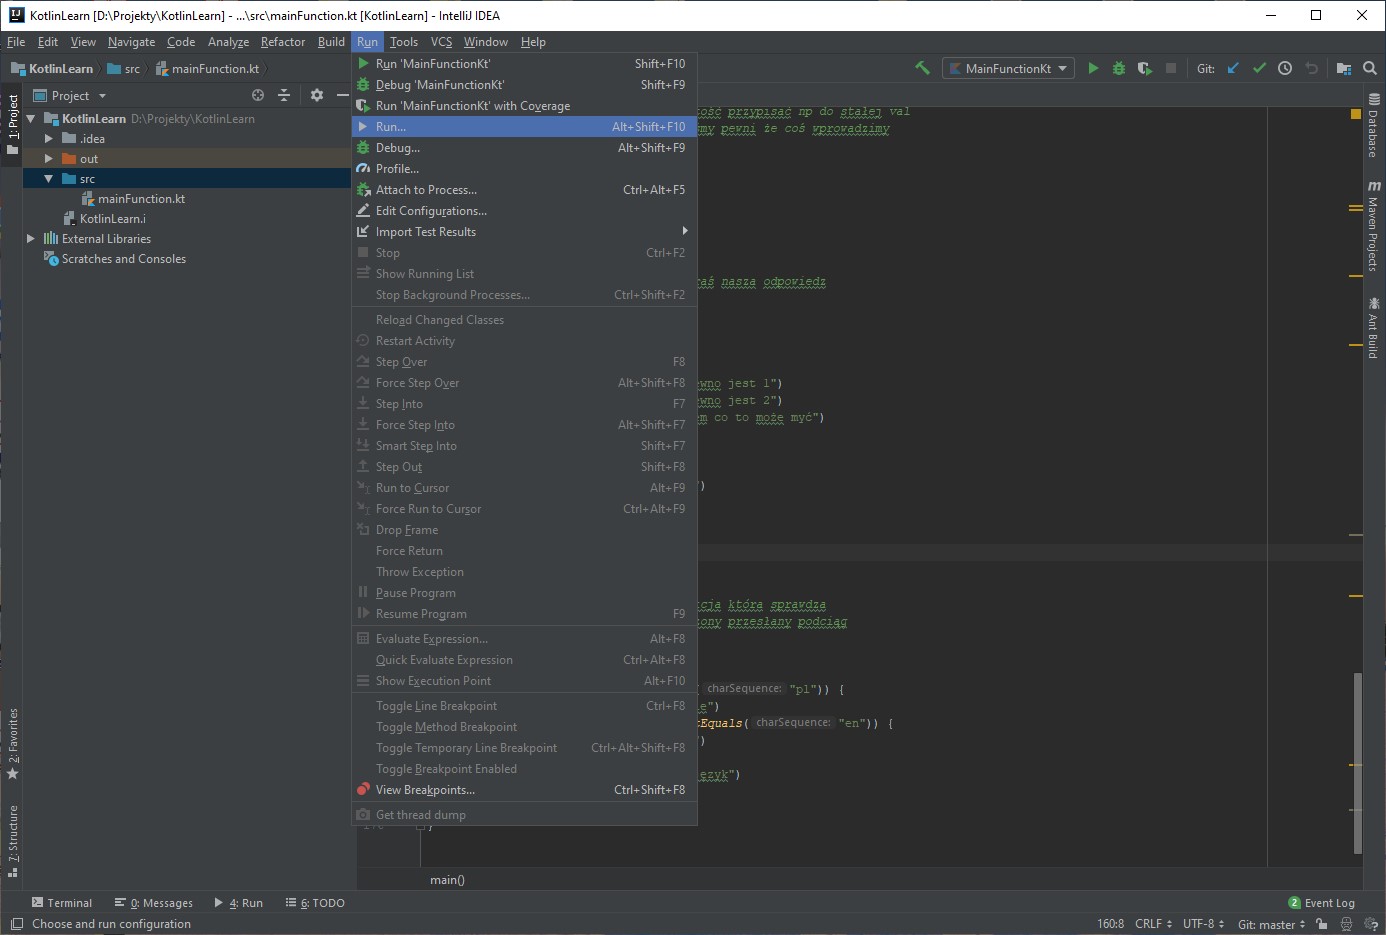 KotlinLearn [D:\Projekty\KotlinLearn] - ...\src\mainFunction.kt [KotlinLearn] - IntelliJ IDEA
File Edit View Navigate Code Analyze Refactor Build Run Tools VCS Window Help
KotlinLearn src mainFunction.kt
MainFunctionKt Git:
Project
KotlinLearn D:\Projekty\KotlinLearn
.idea
out
src
mainFunction.kt
KotlinLearn.i
External Libraries
Scratches and Consoles
1: Project
2: Favorites
7: Structure
Run 'MainFunctionKt' Shift+F10
Debug 'MainFunctionKt' Shift+F9
Run 'MainFunctionKt' with Coverage
Run... Alt+Shift+F10
Debug... Alt+Shift+F9
Profile...
Attach to Process... Ctrl+Alt+F5
Edit Configurations...
Import Test Results
Stop Ctrl+F2
Show Running List
Stop Background Processes... Ctrl+Shift+F2
Reload Changed Classes
Restart Activity
Step Over F8
Force Step Over Alt+Shift+F8
Step Into F7
Force Step Into Alt+Shift+F7
Smart Step Into Shift+F7
Step Out Shift+F8
Run to Cursor Alt+F9
Force Run to Cursor Ctrl+Alt+F9
Drop Frame
Force Return
Throw Exception
Pause Program
Resume Program F9
Evaluate Expression... Alt+F8
Quick Evaluate Expression Ctrl+Alt+F8
Show Execution Point Alt+F10
Toggle Line Breakpoint Ctrl+F8
Toggle Method Breakpoint
Toggle Temporary Line Breakpoint Ctrl+Alt+Shift+F8
Toggle Breakpoint Enabled
View Breakpoints... Ctrl+Shift+F8
Get thread dump
przypisać np do stałej val
pewni że coś wprowadzimy
nasza odpowiedz
jest 1")
jest 2")
co to może myć")
")
która sprawdza
przesłany podciąg
( charSequence: "pl")) {
")
Equals( charSequence: "en")) {
")
ęzyk")
}
main()
Database
Maven Projects
Ant Build
Terminal 0: Messages 4: Run 6: TODO 2 Event Log
Choose and run configuration 160:8 CRLF UTF-8 Git: master